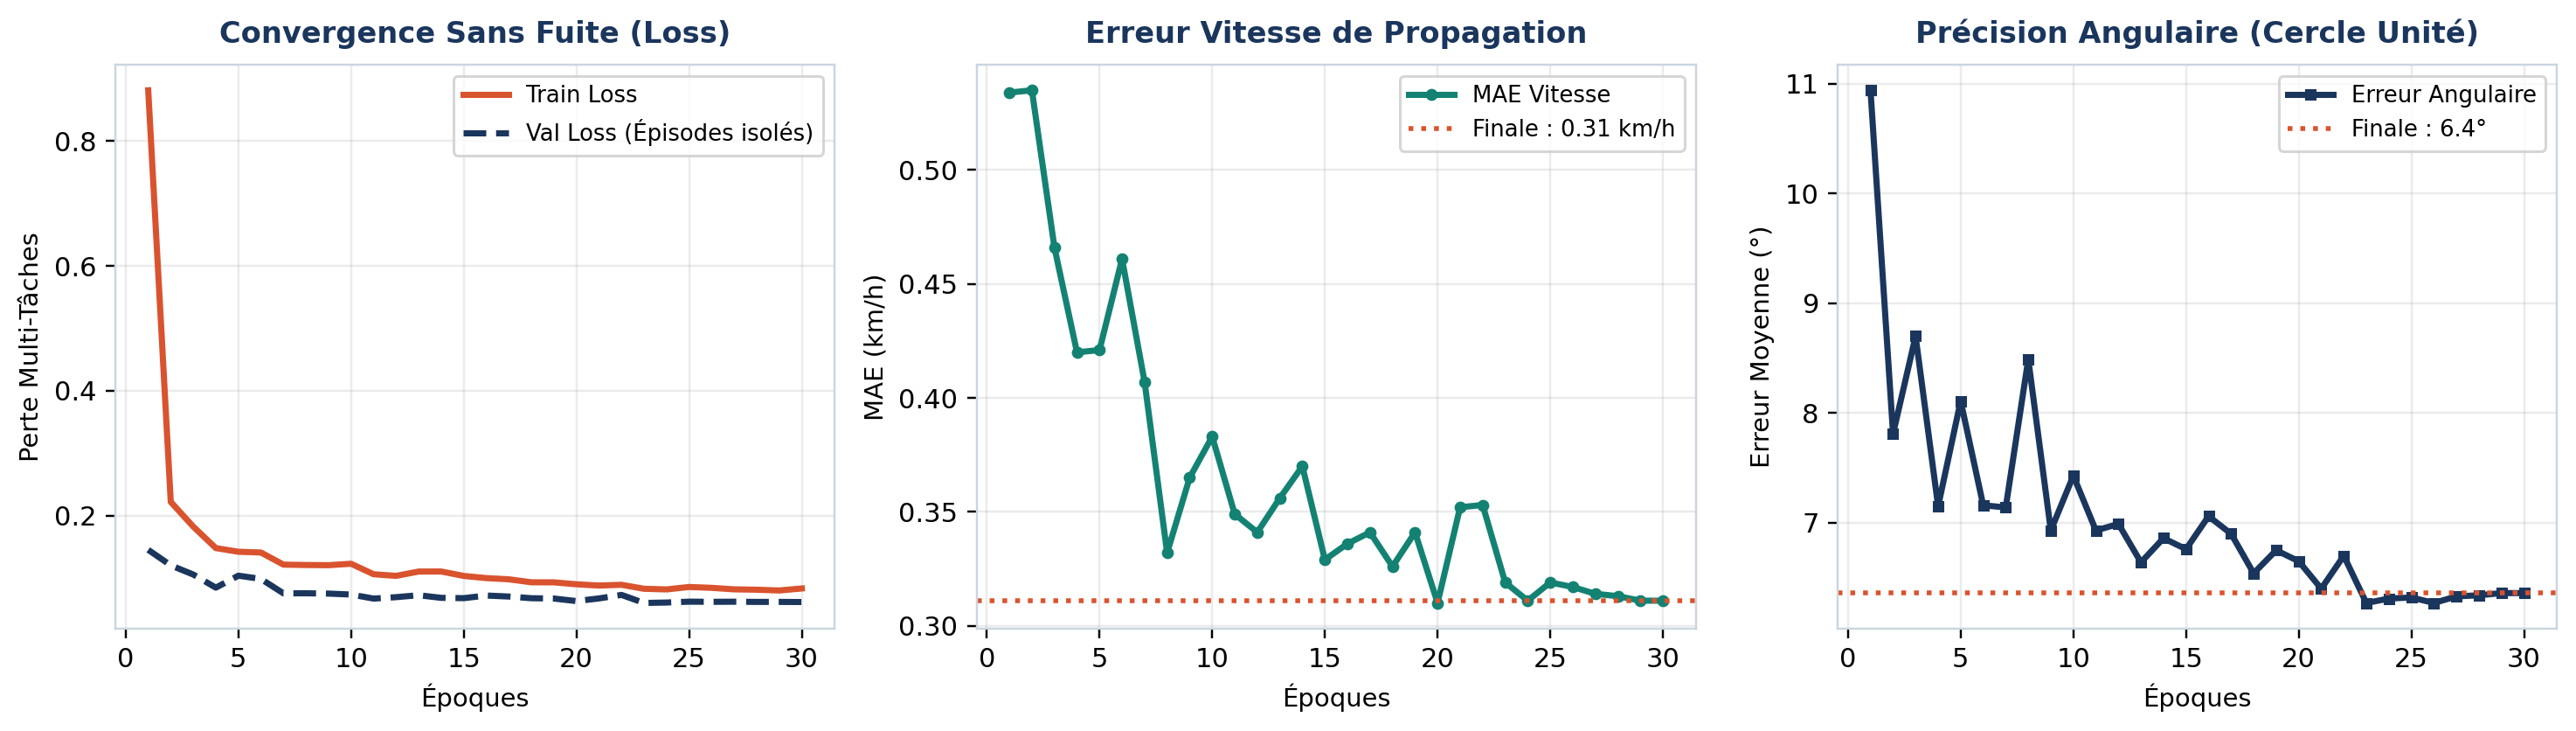 Convergence Sans Fuite (Loss)
Perte Multi-Tâches
0.8
0.6
0.4
0.2
Train Loss
Val Loss (Épisodes isolés)
0 5 10 15 20 25 30
Époques
Erreur Vitesse de Propagation
MAE (km/h)
0.50
0.45
0.40
0.35
0.30
MAE Vitesse
Finale : 0.31 km/h
0 5 10 15 20 25 30
Époques
Précision Angulaire (Cercle Unité)
Erreur Moyenne (°)
11
10
9
8
7
Erreur Angulaire
Finale : 6.4°
0 5 10 15 20 25 30
Époques